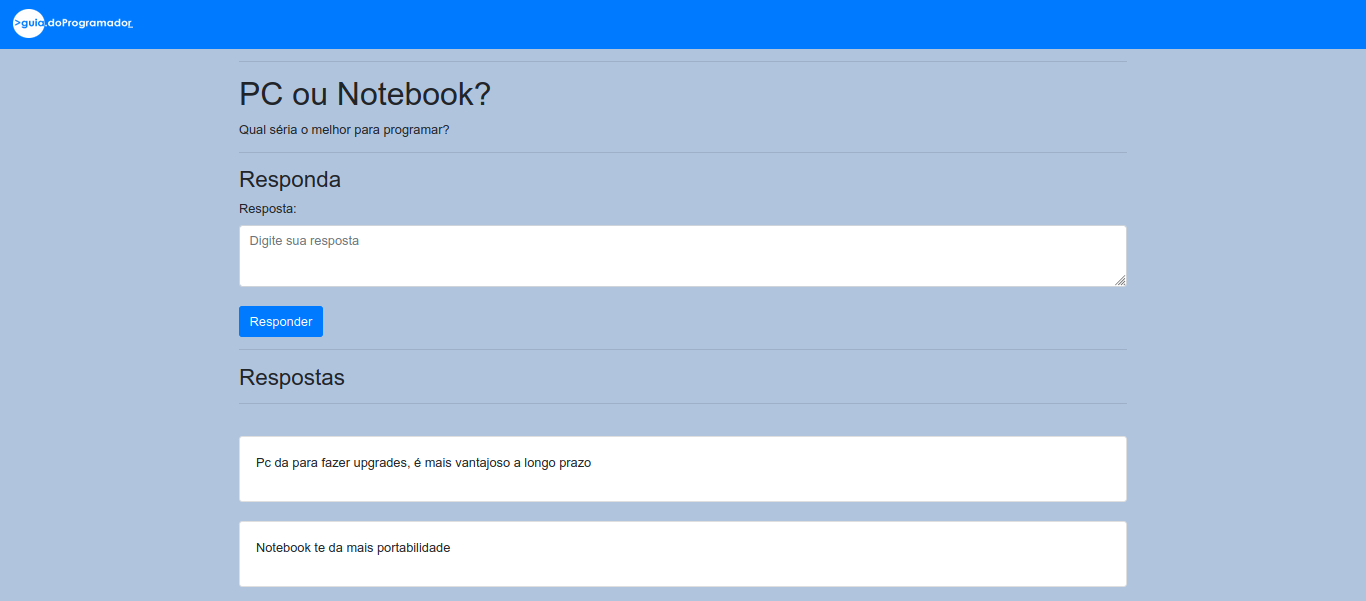 >guia.doProgramador_
PC ou Notebook?
Qual séria o melhor para programar?
Responda
Resposta:
Digite sua resposta
Responder
Respostas
Pc da para fazer upgrades, é mais vantajoso a longo prazo
Notebook te da mais portabilidade